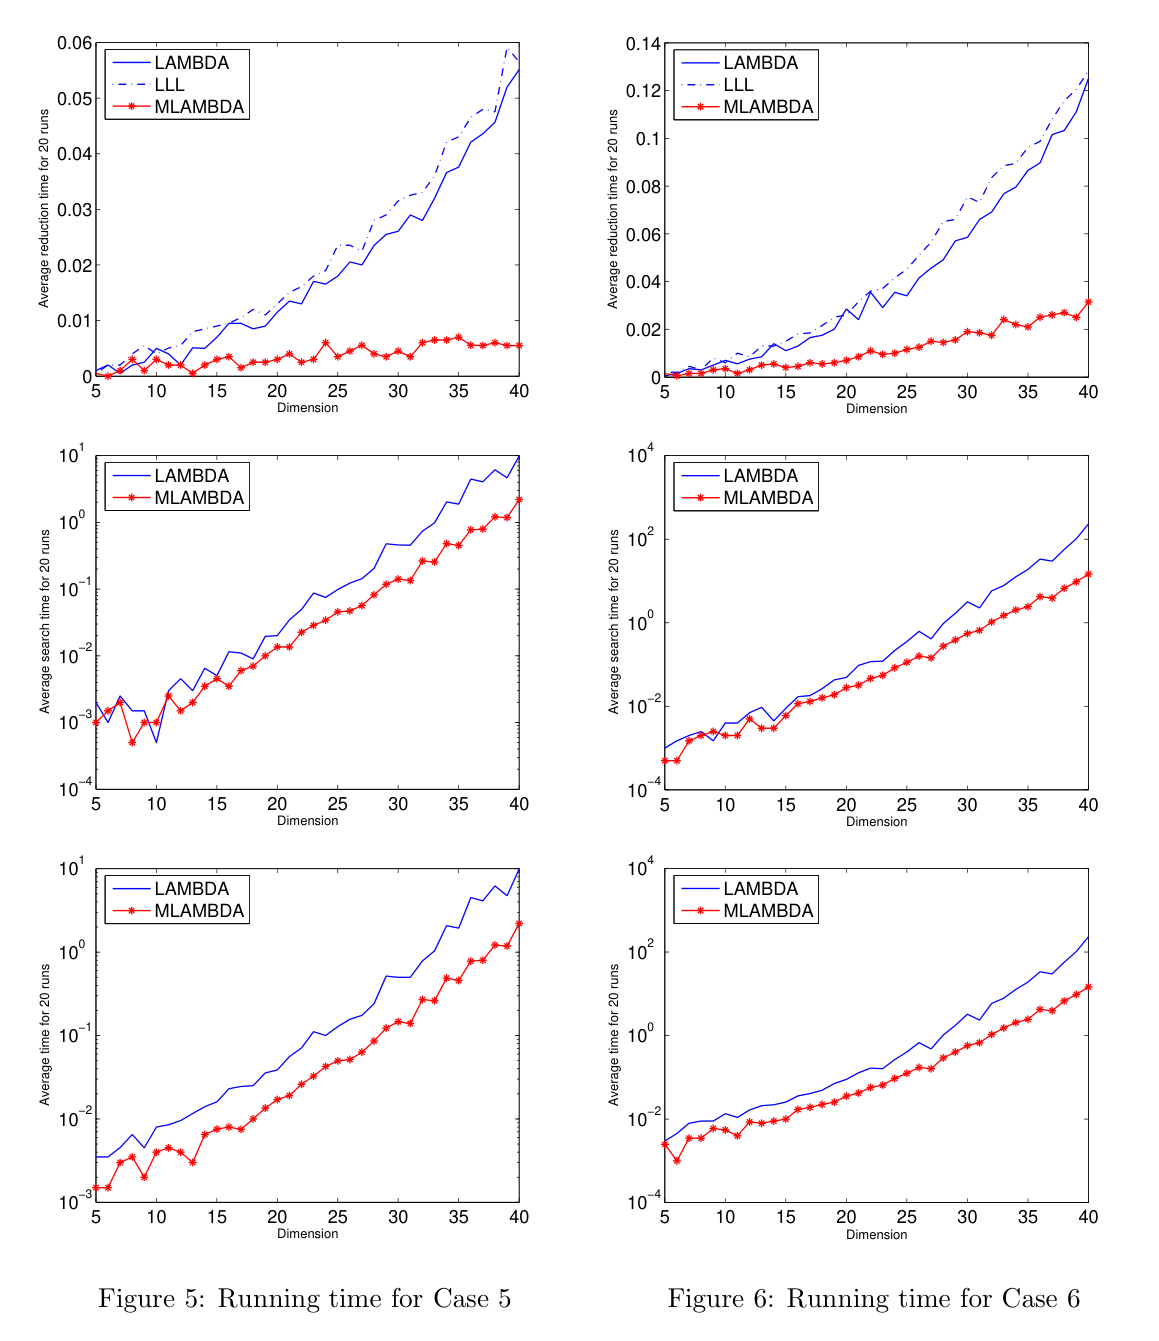 0.06
0.05
0.04
0.03
0.02
0.01
0
LAMBDA
LLL
MLAMBDA
Average reduction time for 20 runs
5 10 15 20 25 30 35 40
Dimension
0.14
0.12
0.1
0.08
0.06
0.04
0.02
0
LAMBDA
LLL
MLAMBDA
Average reduction time for 20 runs
5 10 15 20 25 30 35 40
Dimension
10^1
10^0
10^−1
10^−2
10^−3
10^−4
LAMBDA
MLAMBDA
Average search time for 20 runs
5 10 15 20 25 30 35 40
Dimension
10^4
10^2
10^0
10^−2
10^−4
LAMBDA
MLAMBDA
Average search time for 20 runs
5 10 15 20 25 30 35 40
Dimension
10^1
10^0
10^−1
10^−2
10^−3
LAMBDA
MLAMBDA
Average time for 20 runs
5 10 15 20 25 30 35 40
Dimension
10^4
10^2
10^0
10^−2
10^−4
LAMBDA
MLAMBDA
Average time for 20 runs
5 10 15 20 25 30 35 40
Dimension
Figure 5: Running time for Case 5
Figure 6: Running time for Case 6